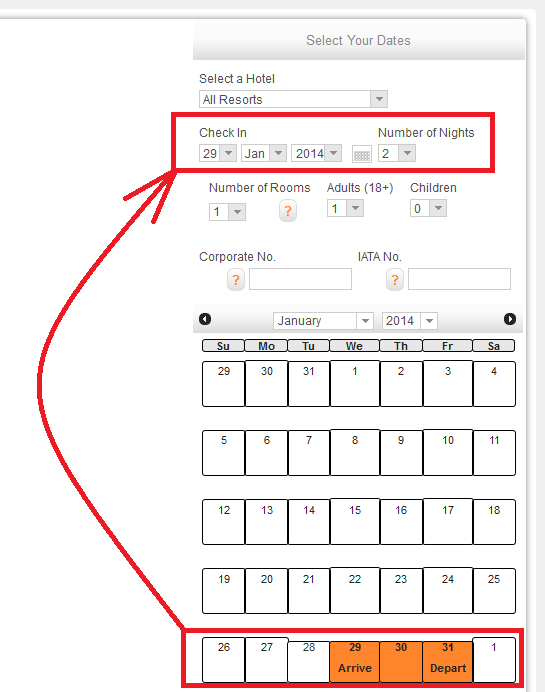 Select Your Dates
Select a Hotel
All Resorts
Check In Number of Nights
29 Jan 2014 2
Number of Rooms Adults (18+) Children
1 ? 1 0
Corporate No. IATA No.
? ?
January 2014
Su Mo Tu We Th Fr Sa
29 30 31 1 2 3 4
5 6 7 8 9 10 11
12 13 14 15 16 17 18
19 20 21 22 23 24 25
26 27 28 29 30 31 1
Arrive Depart